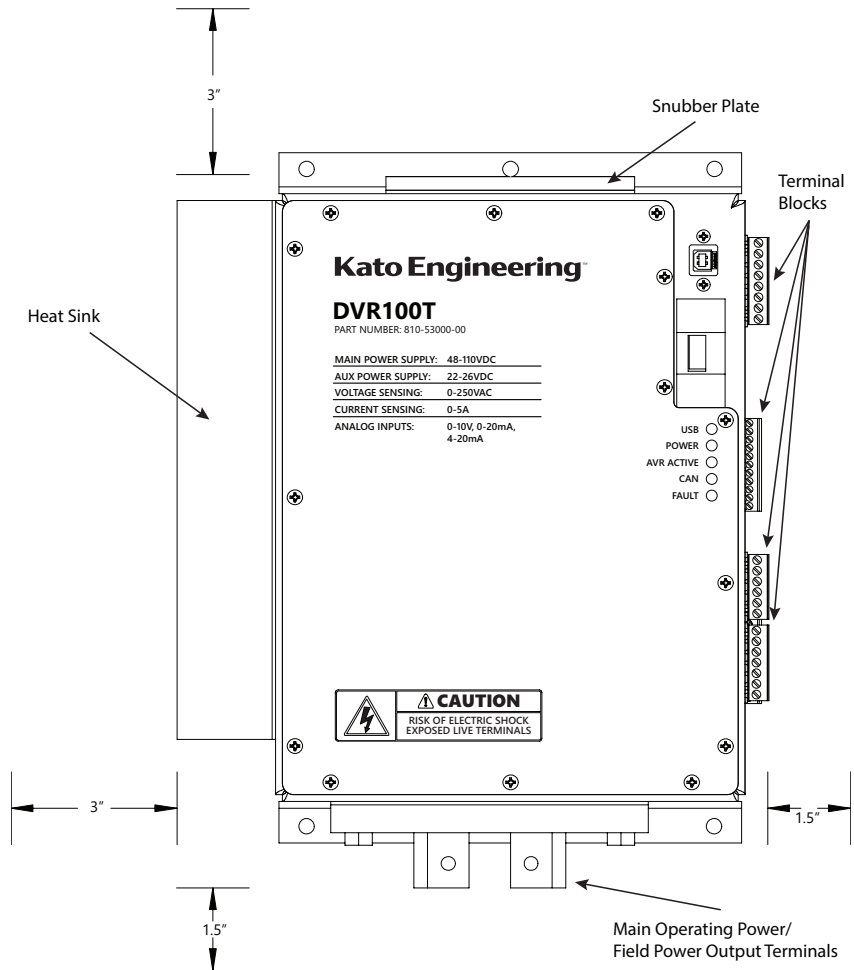 3"
Snubber Plate
Terminal
Blocks
Kato Engineering™
DVR100T
PART NUMBER: 810-53000-00
Heat Sink
MAIN POWER SUPPLY: 48-110VDC
AUX POWER SUPPLY: 22-26VDC
VOLTAGE SENSING: 0-250VAC
CURRENT SENSING: 0-5A
ANALOG INPUTS: 0-10V, 0-20mA,
4-20mA
USB
POWER
AVR ACTIVE
CAN
FAULT
CAUTION
RISK OF ELECTRIC SHOCK
EXPOSED LIVE TERMINALS
3"
1.5"
1.5"
Main Operating Power/
Field Power Output Terminals